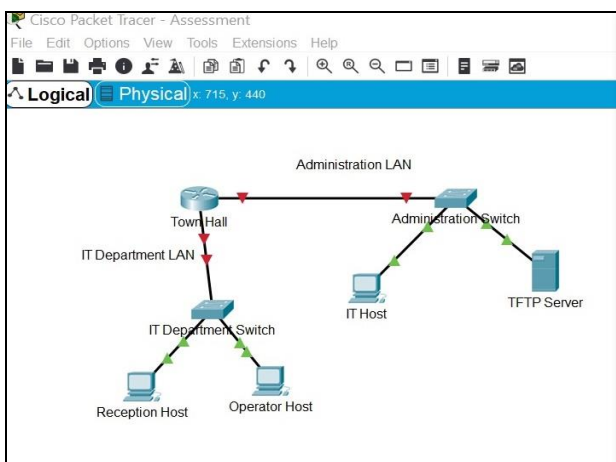 Cisco Packet Tracer - Assessment
File Edit Options View Tools Extensions Help
Logical Physical x: 715, y: 440
Administration LAN
Town Hall
Administration Switch
IT Department LAN
IT Host
TFTP Server
IT Department Switch
Reception Host
Operator Host